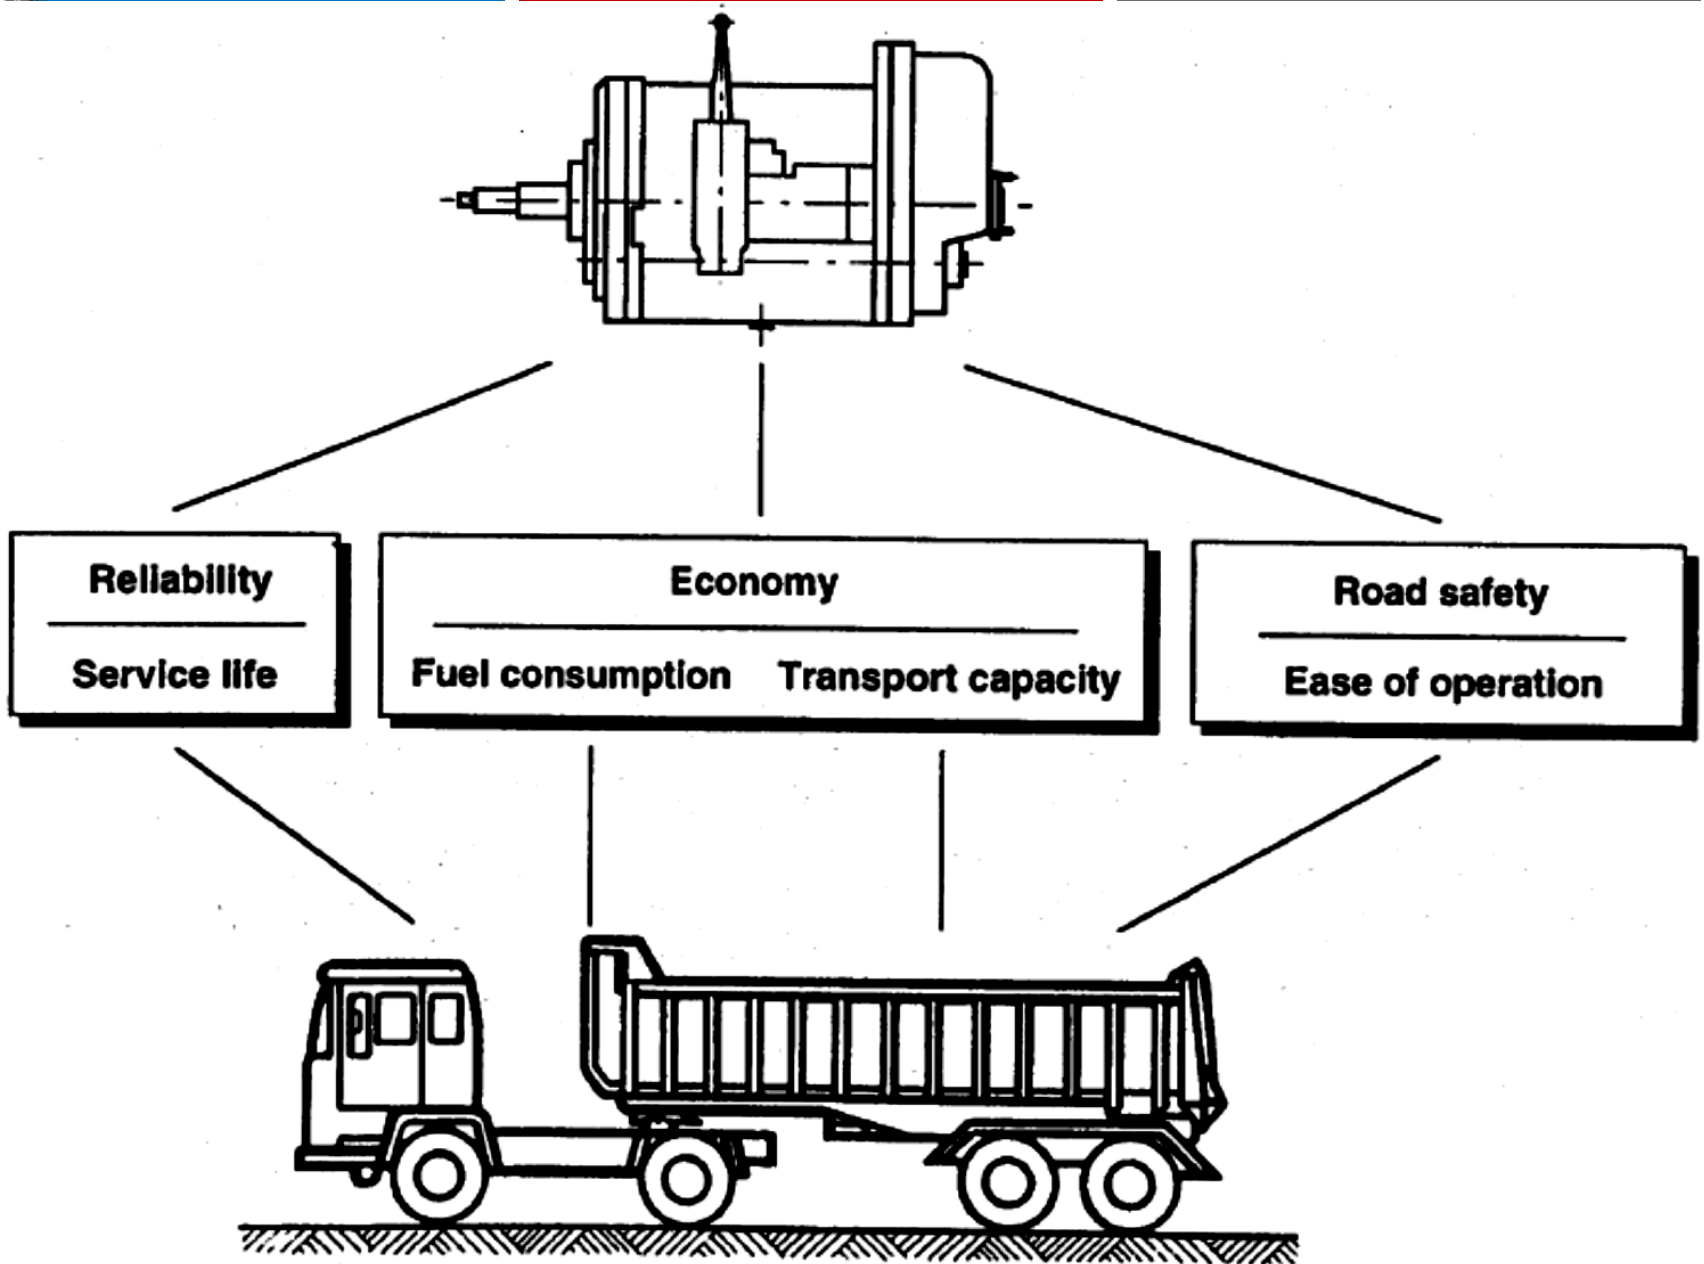 Reliability
Service life
Economy
Fuel consumption Transport capacity
Road safety
Ease of operation